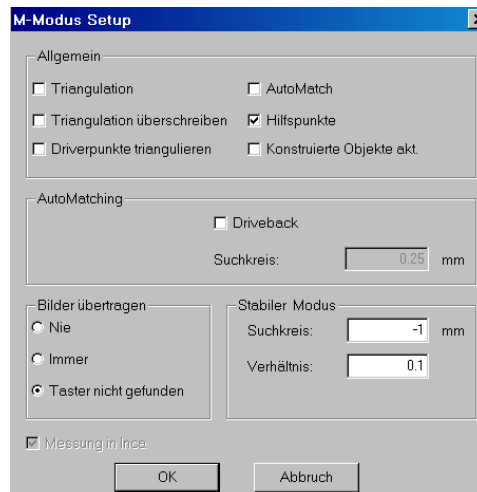 M-Modus Setup
Allgemein
Triangulation
AutoMatch
Triangulation überschreiben
Hilfspunkte
Driverpunkte triangulieren
Konstruierte Objekte akt.
AutoMatching
Driveback
Suchkreis: 0.25 mm
Bilder übertragen
Nie
Immer
Taster nicht gefunden
Stabiler Modus
Suchkreis: -1 mm
Verhältnis: 0.1
Messung in Inca
OK
Abbruch